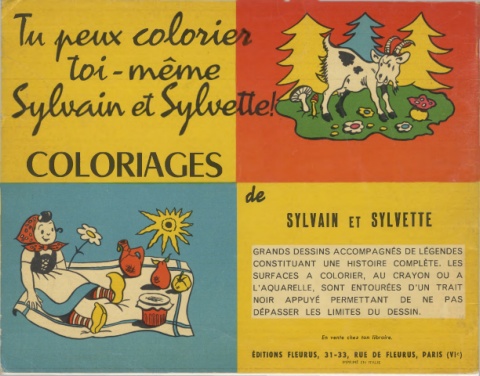 Tu peux colorier
toi-même
Sylvain et Sylvette!
COLORIAGES
de
SYLVAIN ET SYLVETTE
GRANDS DESSINS ACCOMPAGNÉS DE LÉGENDES
CONSTITUANT UNE HISTOIRE COMPLÈTE. LES
SURFACES A COLORIER, AU CRAYON OU A
L'AQUARELLE, SONT ENTOURÉES D'UN TRAIT
NOIR APPUYÉ PERMETTANT DE NE PAS
DÉPASSER LES LIMITES DU DESSIN.
En vente chez ton libraire.
ÉDITIONS FLEURUS, 31-33, RUE DE FLEURUS, PARIS (VIe)